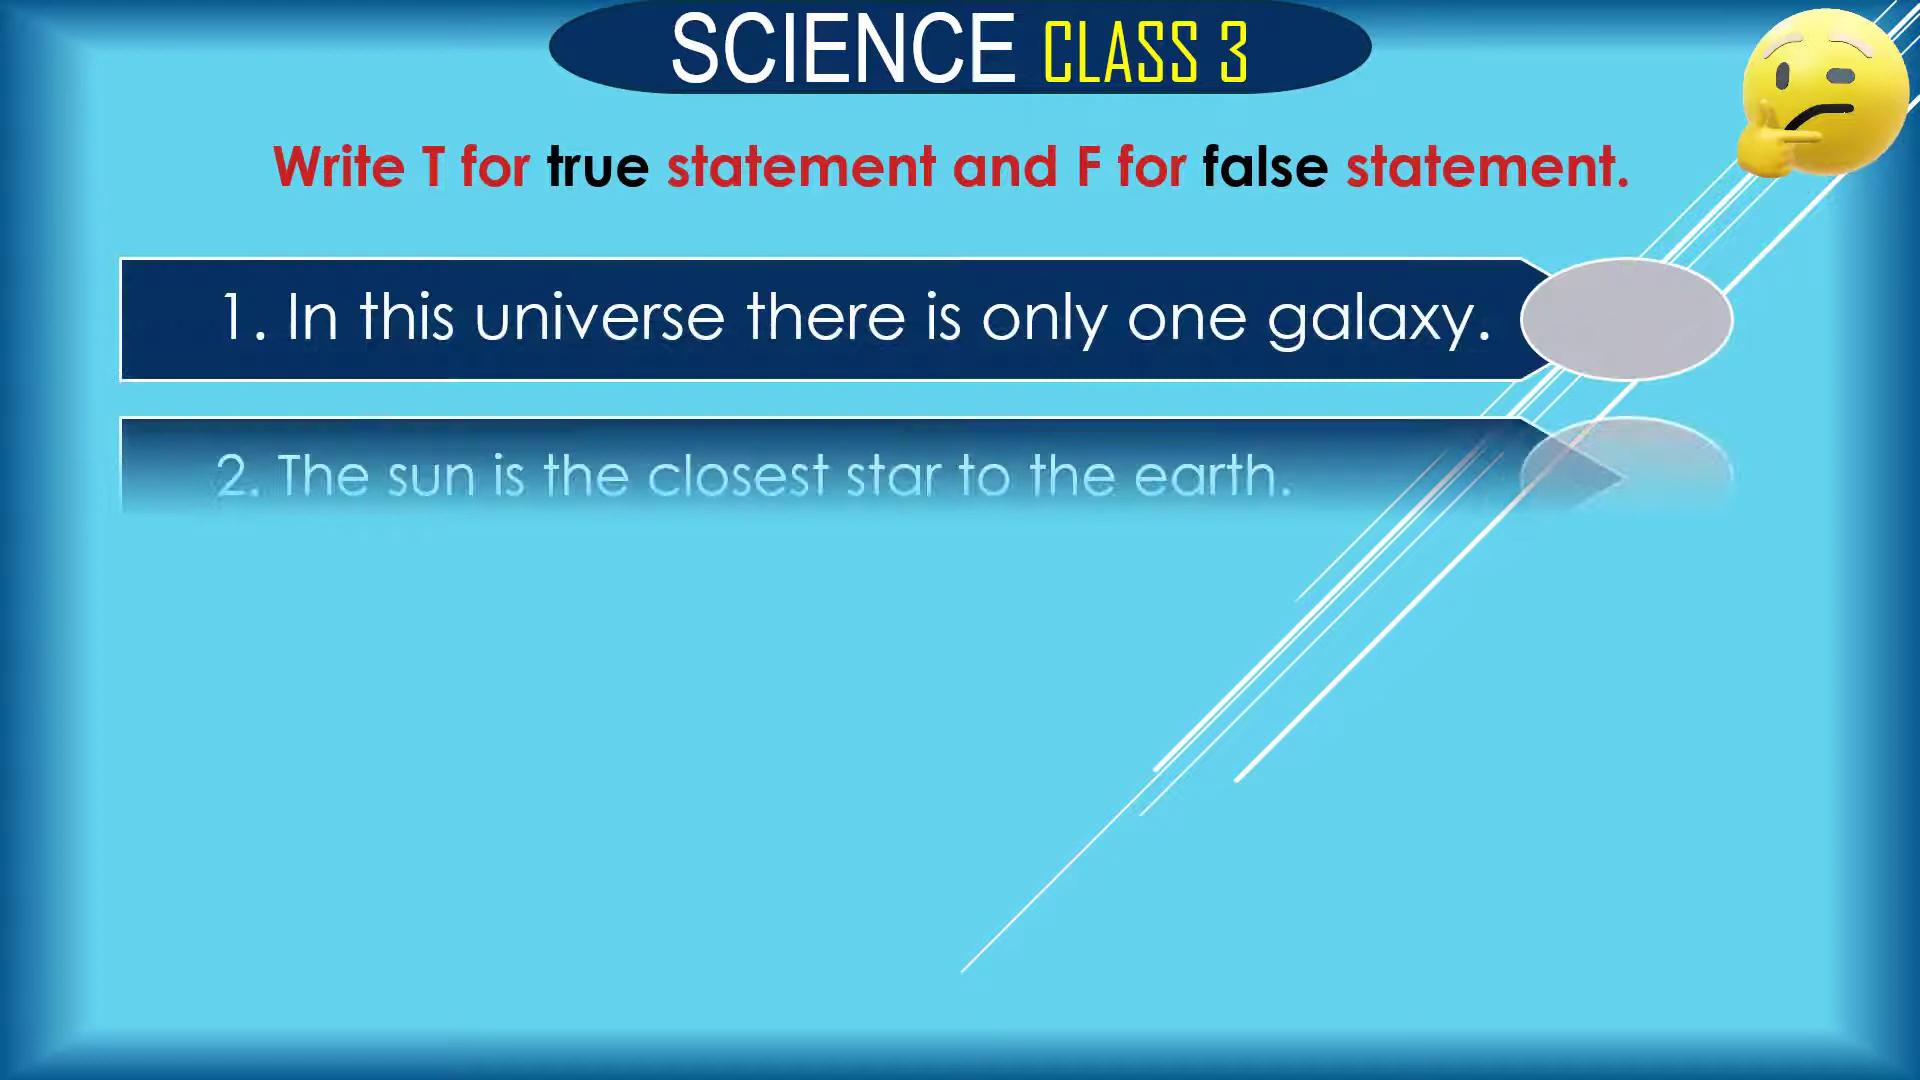 SCIENCE CLASS 3
Write T for true statement and F for false statement.
1. In this universe there is only one galaxy.
2. The sun is the closest star to the earth.